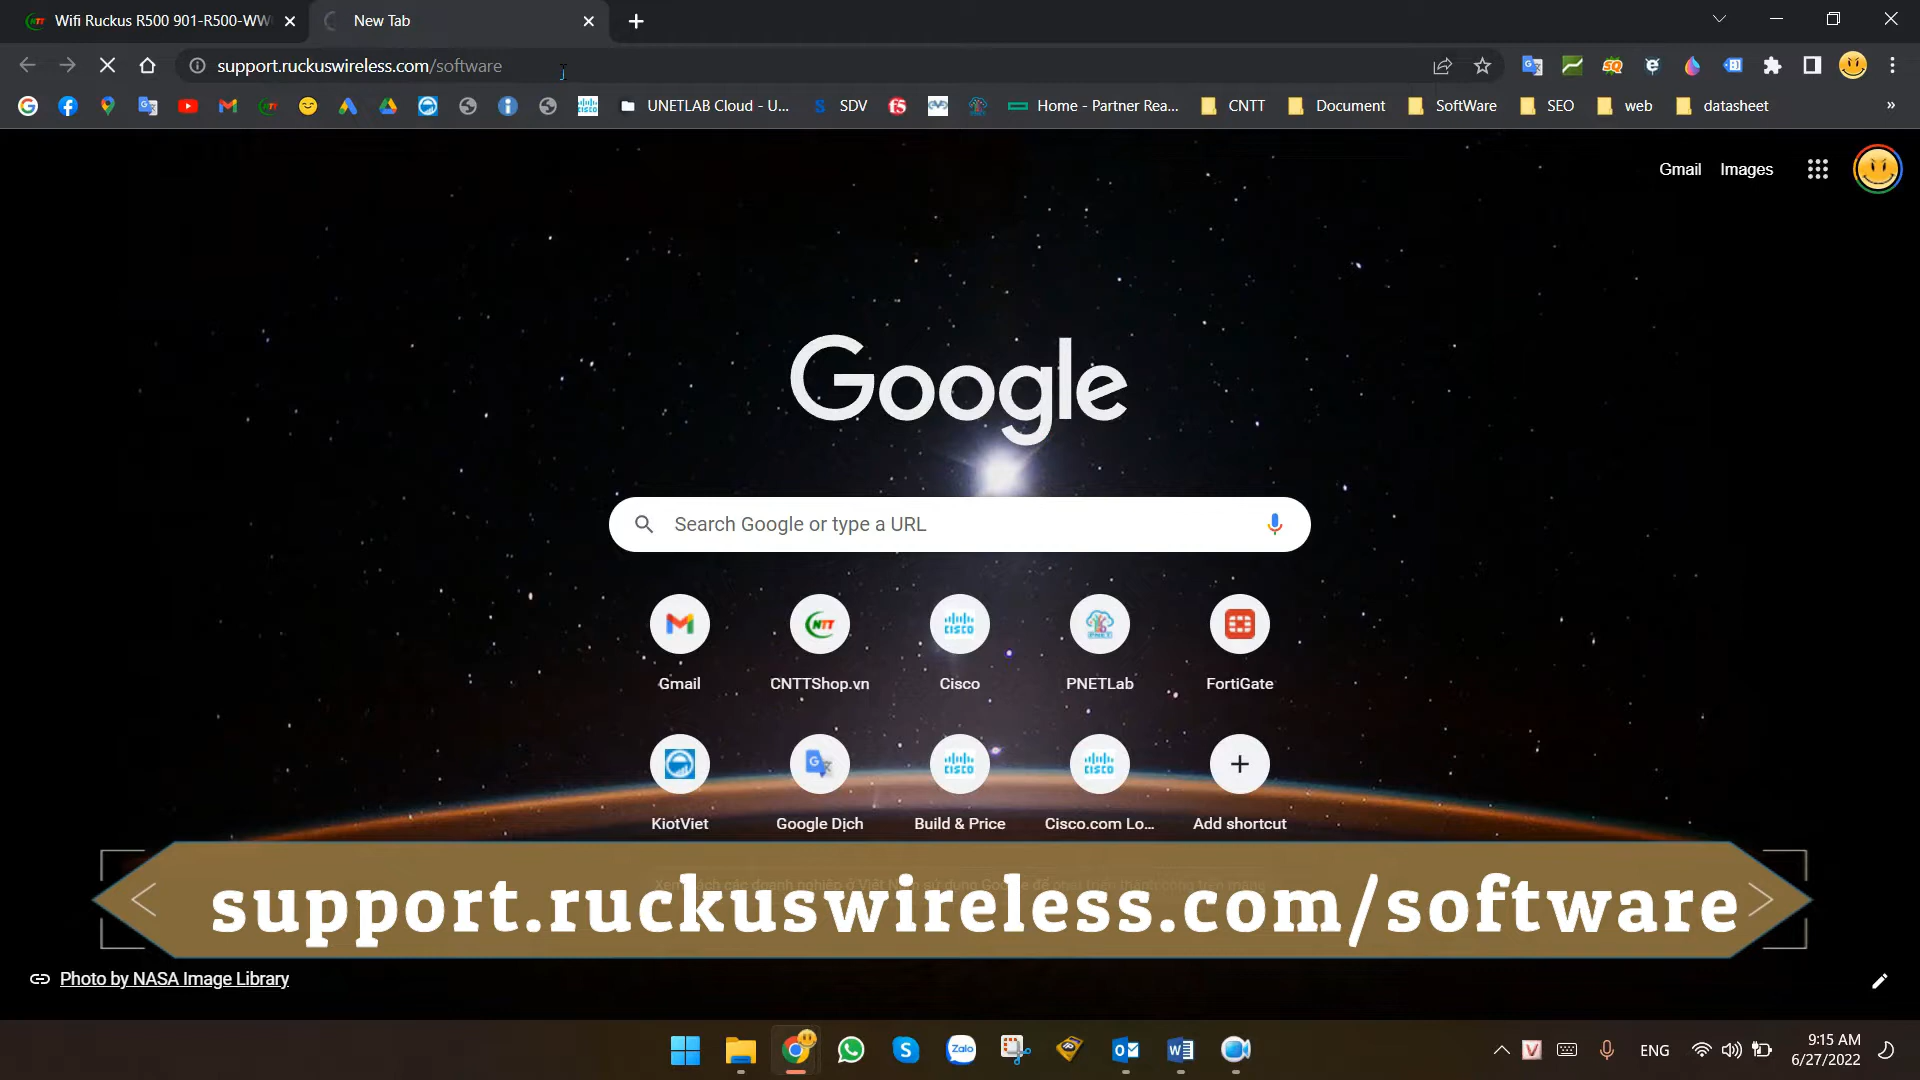 Wifi Ruckus R500 901-R500-WW
New Tab
support.ruckuswireless.com/software
UNETLAB Cloud - U...
SDV
Home - Partner Rea...
CNTT
Document
SoftWare
SEO
web
datasheet
»
Gmail
Images
Google
Search Google or type a URL
Gmail
CNTTShop.vn
Cisco
PNETLab
FortiGate
KiotViet
Google Dịch
Build & Price
Cisco.com Lo...
Add shortcut
support.ruckuswireless.com/software
Photo by NASA Image Library
ENG
9:15 AM
6/27/2022